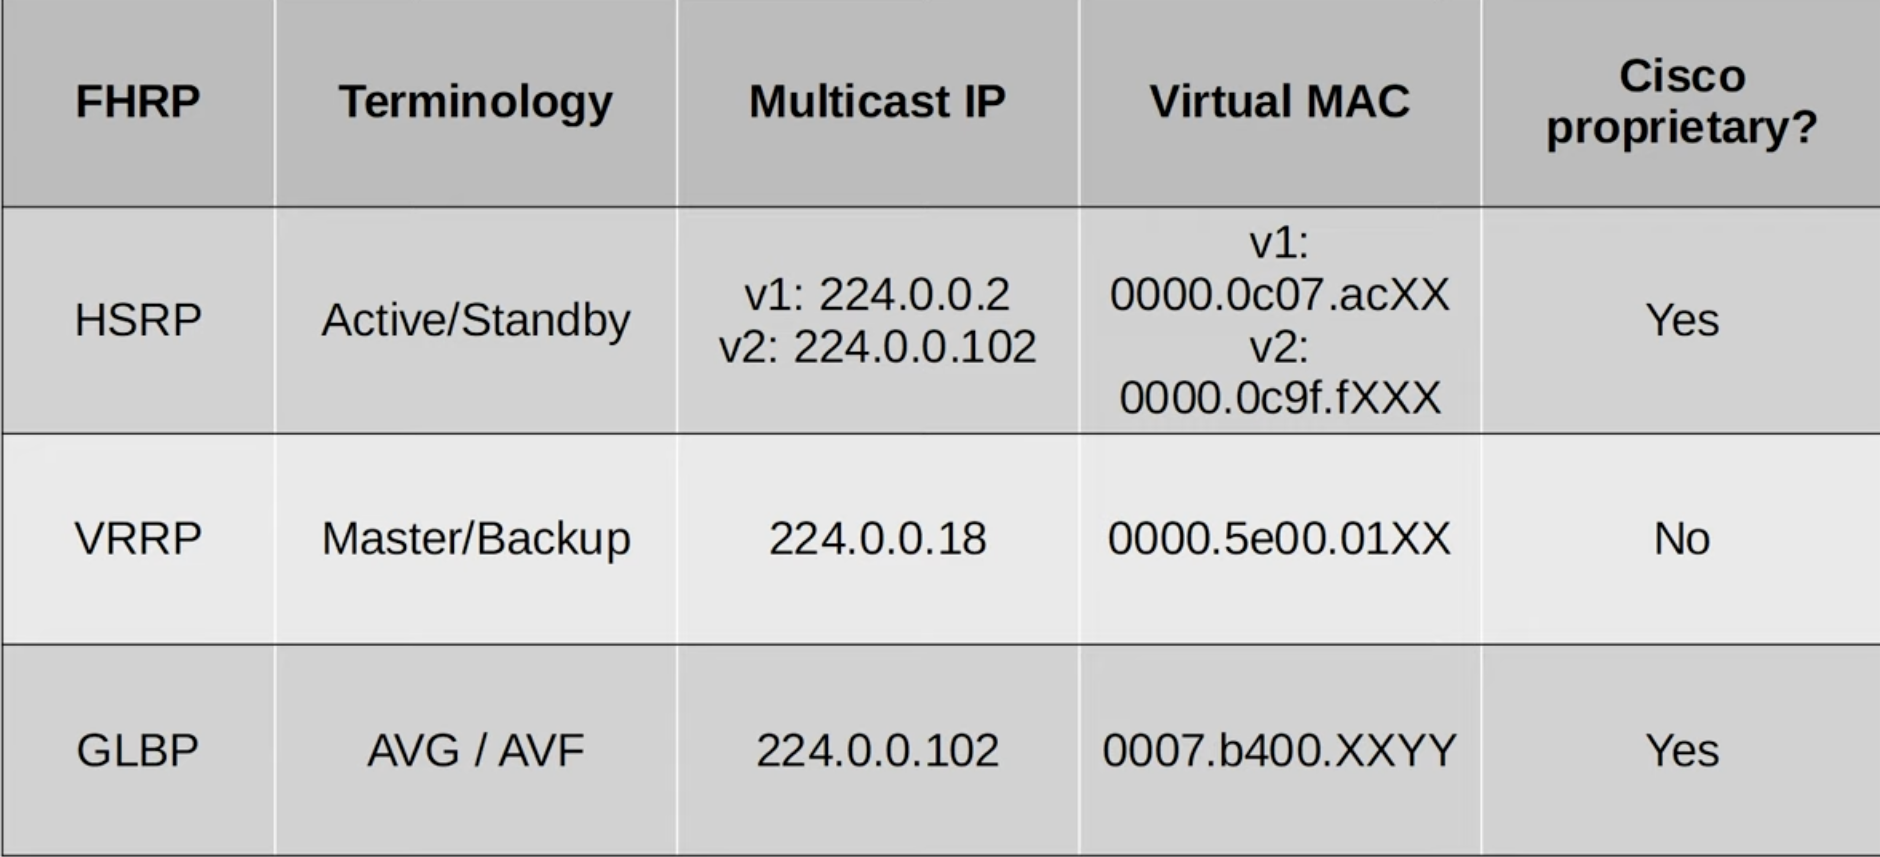 FHRP
Terminology
Multicast IP
Virtual MAC
Cisco
proprietary?
HSRP
Active/Standby
v1: 224.0.0.2
v2: 224.0.0.102
v1:
0000.0c07.acXX
v2:
0000.0c9f.fXXX
Yes
VRRP
Master/Backup
224.0.0.18
0000.5e00.01XX
No
GLBP
AVG / AVF
224.0.0.102
0007.b400.XXYY
Yes